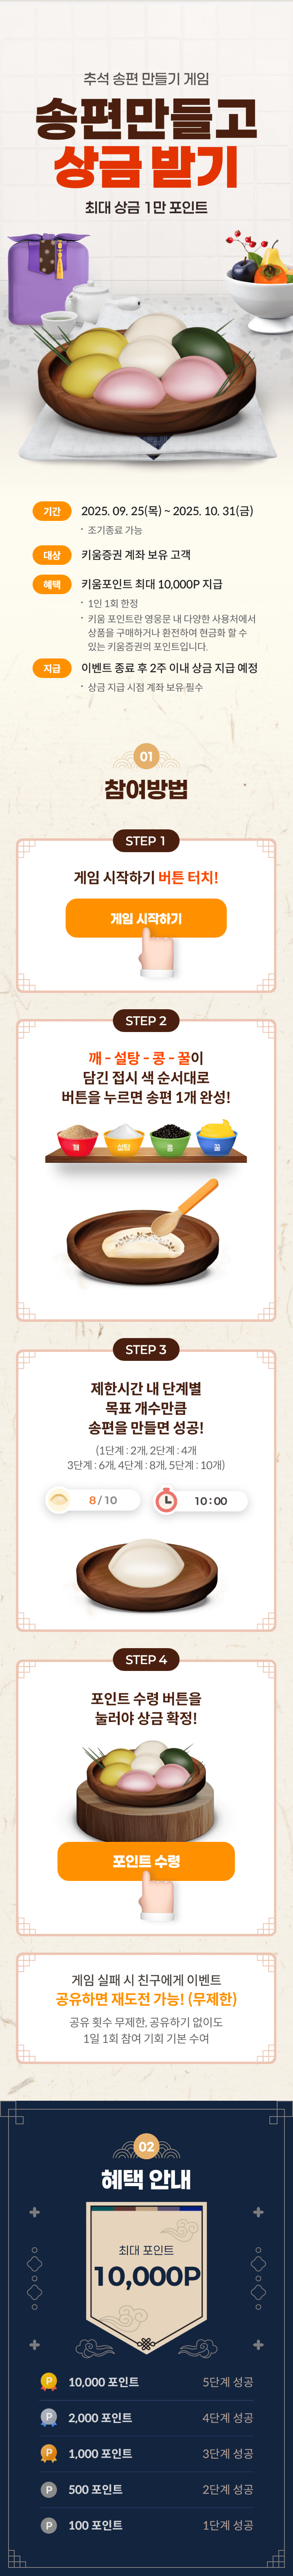 추석 송편 만들기 게임
송편만들고
상금 받기
최대 상금 1만 포인트
기간 2025. 09. 25(목) ~ 2025. 10. 31(금)
· 조기종료 가능
대상 키움증권 계좌 보유 고객
혜택 키움포인트 최대 10,000P 지급
· 1인 1회 한정
· 키움 포인트란 영웅문 내 다양한 사용처에서
상품을 구매하거나 환전하여 현금화 할 수
있는 키움증권의 포인트입니다.
지급 이벤트 종료 후 2주 이내 상금 지급 예정
· 상금 지급 시점 계좌 보유 필수
01
참여방법
STEP 1
게임 시작하기 버튼 터치!
게임 시작하기
STEP 2
깨 - 설탕 - 콩 - 꿀이
담긴 접시 색 순서대로
버튼을 누르면 송편 1개 완성!
깨 설탕 콩 꿀
STEP 3
제한시간 내 단계별
목표 개수만큼
송편을 만들면 성공!
(1단계 : 2개, 2단계 : 4개
3단계 : 6개, 4단계 : 8개, 5단계 : 10개)
8 / 10 10 : 00
STEP 4
포인트 수령 버튼을
눌러야 상금 확정!
포인트 수령
게임 실패 시 친구에게 이벤트
공유하면 재도전 가능! (무제한)
공유 횟수 무제한, 공유하기 없이도
1일 1회 참여 기회 기본 수여
02
혜택 안내
최대 포인트
10,000P
P 10,000 포인트 5단계 성공
P 2,000 포인트 4단계 성공
P 1,000 포인트 3단계 성공
P 500 포인트 2단계 성공
P 100 포인트 1단계 성공